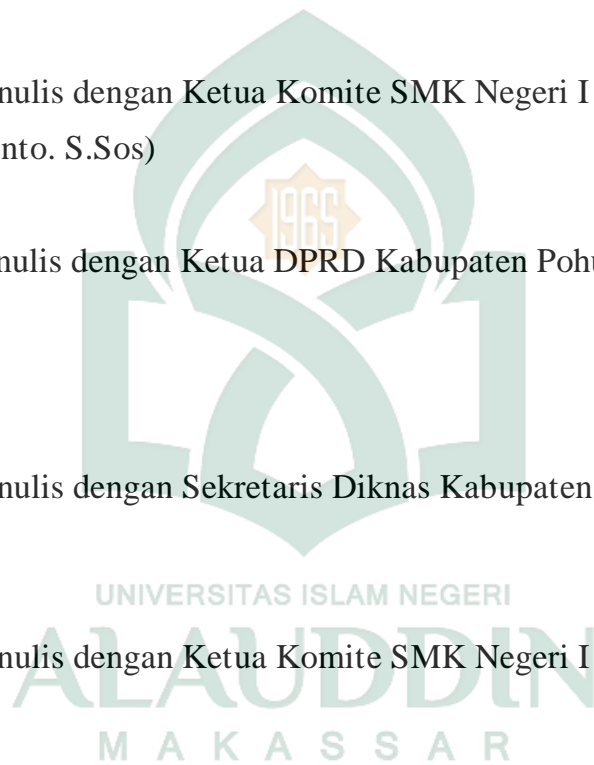 nulis dengan Ketua Komite SMK Negeri I
nto. S.Sos)
1965
nulis dengan Ketua DPRD Kabupaten Pohu
nulis dengan Sekretaris Diknas Kabupaten
UNIVERSITAS ISLAM NEGERI
nulis dengan Ketua Komite SMK Negeri I
ALAUDDIN
MAKASSAR